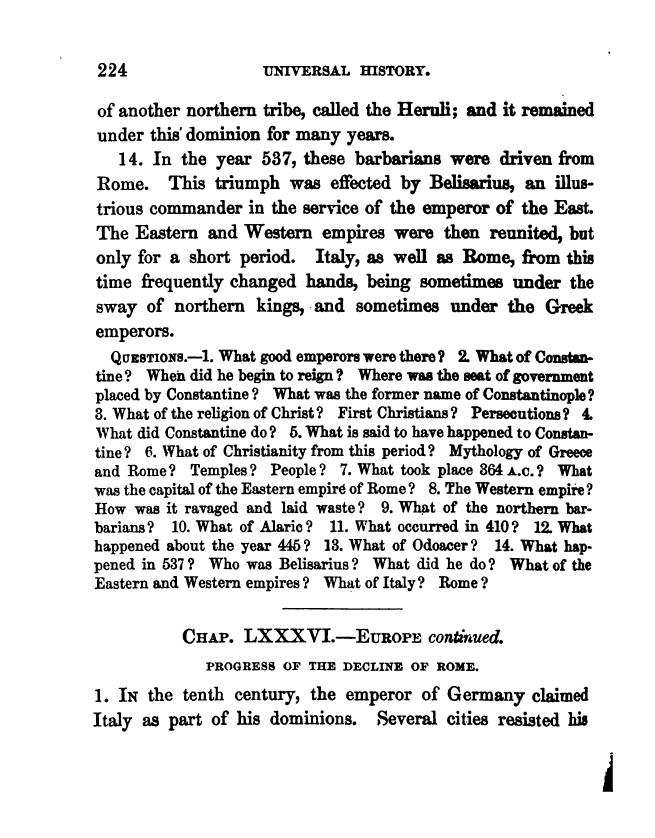 224 UNIVERSAL HISTORY.
of another northern tribe, called the Heruli; and it remained
under this dominion for many years.
14. In the year 537, these barbarians were driven from
Rome. This triumph was effected by Belisarius, an illus-
trious commander in the service of the emperor of the East.
The Eastern and Western empires were then reunited, but
only for a short period. Italy, as well as Rome, from this
time frequently changed hands, being sometimes under the
sway of northern kings, and sometimes under the Greek
emperors.
QUESTIONS.—1. What good emperors were there? 2. What of Constan-
tine? When did he begin to reign? Where was the seat of government
placed by Constantine? What was the former name of Constantinople?
3. What of the religion of Christ? First Christians? Persecutions? 4.
What did Constantine do? 5. What is said to have happened to Constan-
tine? 6. What of Christianity from this period? Mythology of Greece
and Rome? Temples? People? 7. What took place 364 A.C.? What
was the capital of the Eastern empire of Rome? 8. The Western empire?
How was it ravaged and laid waste? 9. What of the northern bar-
barians? 10. What of Alaric? 11. What occurred in 410? 12. What
happened about the year 445? 13. What of Odoacer? 14. What hap-
pened in 537? Who was Belisarius? What did he do? What of the
Eastern and Western empires? What of Italy? Rome?
CHAP. LXXXVI.—EUROPE continued.
PROGRESS OF THE DECLINE OF ROME.
1. IN the tenth century, the emperor of Germany claimed
Italy as part of his dominions. Several cities resisted his